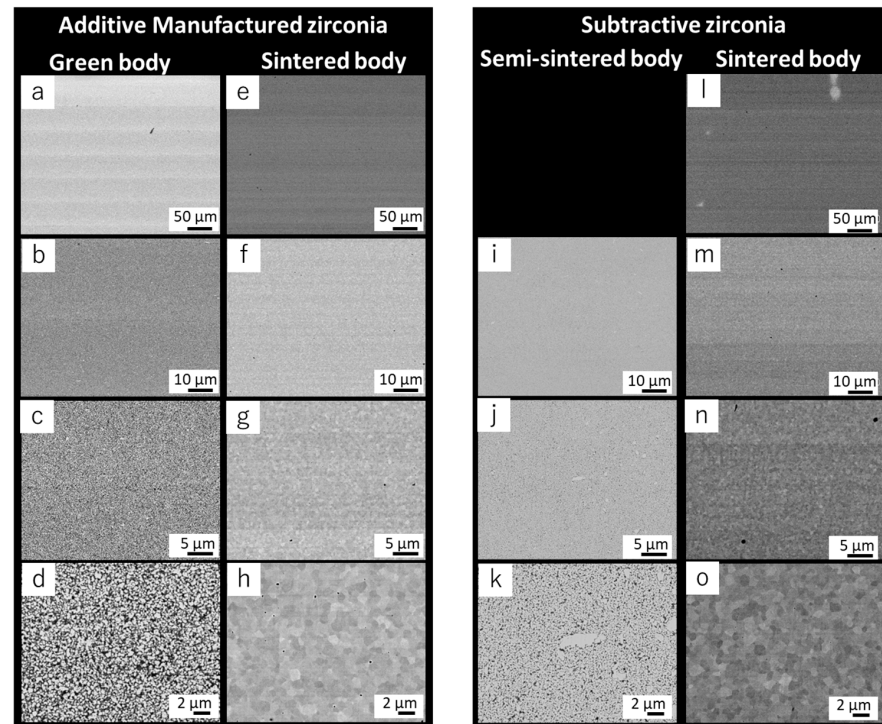 Additive Manufactured zirconia
Green body Sintered body
a
50 μm
e
50 μm
b
10 μm
f
10 μm
c
5 μm
g
5 μm
d
2 μm
h
2 μm
Subtractive zirconia
Semi-sintered body Sintered body
l
50 μm
i
10 μm
m
10 μm
j
5 μm
n
5 μm
k
2 μm
o
2 μm